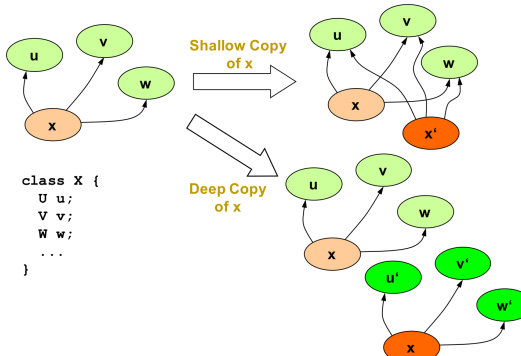 u
v
w
x
Shallow Copy
of x
u
v
w
x
x‘
class X {
U u;
V v;
W w;
...
}
Deep Copy
of x
u
v
w
x
u‘
v‘
w‘
x